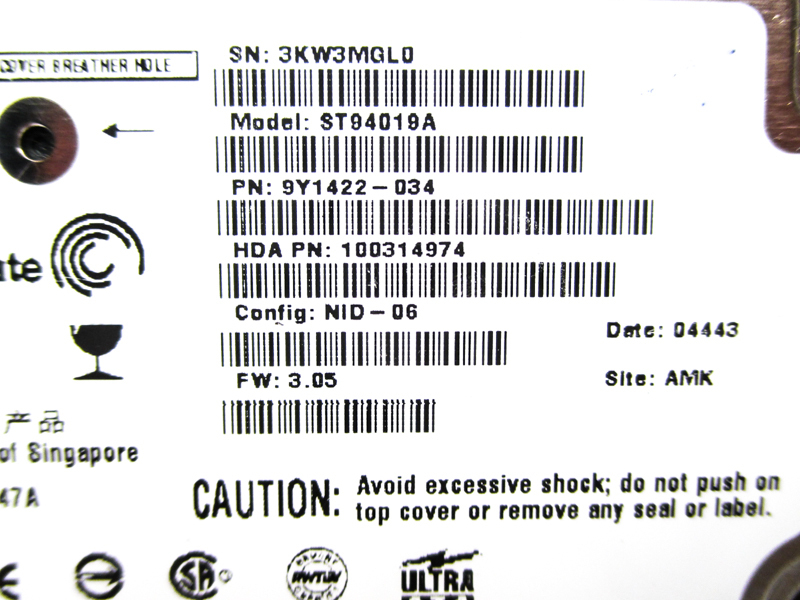 COVER BREATHER HOLE
SN: 3KW3MGL0
Model: ST94019A
PN: 9Y1422-034
HDA PN: 100314974
Config: NID-06
FW: 3.05
Date: 04443
Site: AMK
产品
of Singapore
47A
CAUTION: Avoid excessive shock; do not push on
top cover or remove any seal or label.
ULTRA